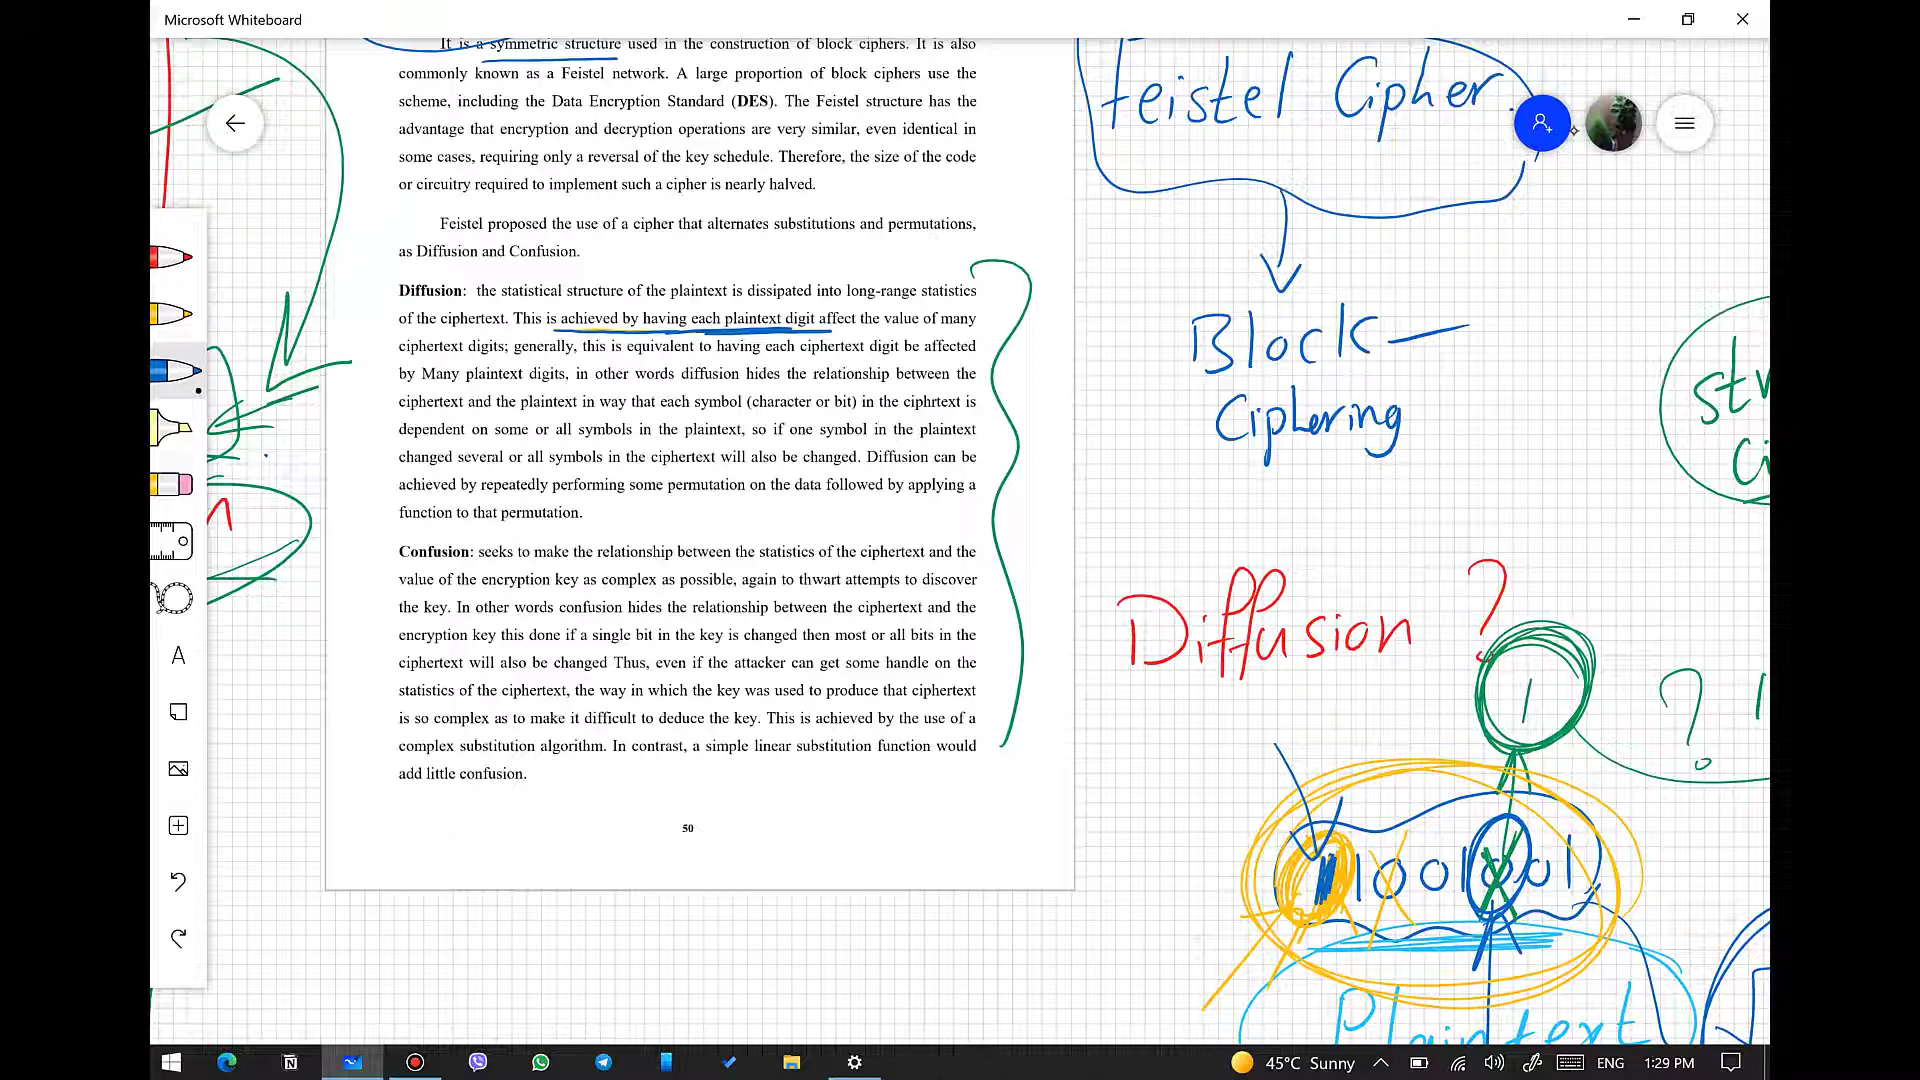 Microsoft Whiteboard
It is a symmetric structure used in the construction of block ciphers. It is also
commonly known as a Feistel network. A large proportion of block ciphers use the
scheme, including the Data Encryption Standard (DES). The Feistel structure has the
advantage that encryption and decryption operations are very similar, even identical in
some cases, requiring only a reversal of the key schedule. Therefore, the size of the code
or circuitry required to implement such a cipher is nearly halved.
Feistel proposed the use of a cipher that alternates substitutions and permutations,
as Diffusion and Confusion.
Diffusion: the statistical structure of the plaintext is dissipated into long-range statistics
of the ciphertext. This is achieved by having each plaintext digit affect the value of many
ciphertext digits; generally, this is equivalent to having each ciphertext digit be affected
by Many plaintext digits, in other words diffusion hides the relationship between the
ciphertext and the plaintext in way that each symbol (character or bit) in the ciphrtext is
dependent on some or all symbols in the plaintext, so if one symbol in the plaintext
changed several or all symbols in the ciphertext will also be changed. Diffusion can be
achieved by repeatedly performing some permutation on the data followed by applying a
function to that permutation.
Confusion: seeks to make the relationship between the statistics of the ciphertext and the
value of the encryption key as complex as possible, again to thwart attempts to discover
the key. In other words confusion hides the relationship between the ciphertext and the
encryption key this done if a single bit in the key is changed then most or all bits in the
ciphertext will also be changed Thus, even if the attacker can get some handle on the
statistics of the ciphertext, the way in which the key was used to produce that ciphertext
is so complex as to make it difficult to deduce the key. This is achieved by the use of a
complex substitution algorithm. In contrast, a simple linear substitution function would
add little confusion.
50
Feistel Cipher
Block
Ciphering
Diffusion ?
1
?
Plaintext
45°C Sunny
ENG
1:29 PM